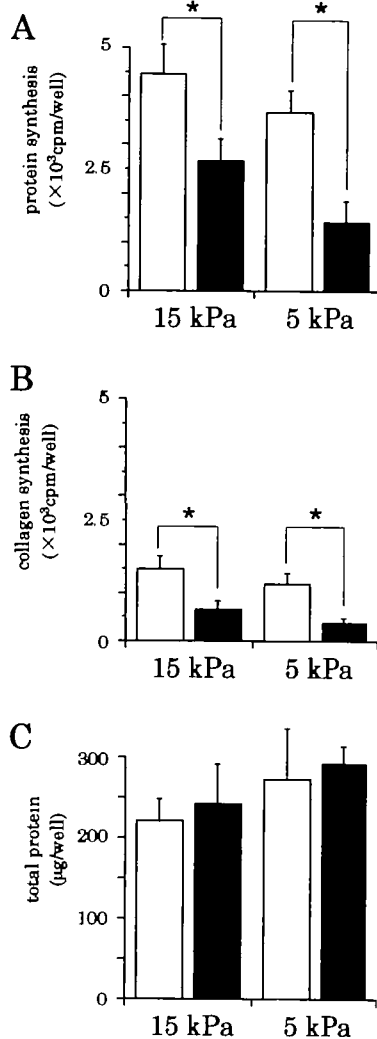 A
protein synthesis
(×10³cpm/well)
5
2.5
0
*
*
15 kPa
5 kPa
B
collagen synthesis
(×10³cpm/well)
5
2.5
0
*
*
15 kPa
5 kPa
C
total protein
(µg/well)
300
200
100
0
15 kPa
5 kPa